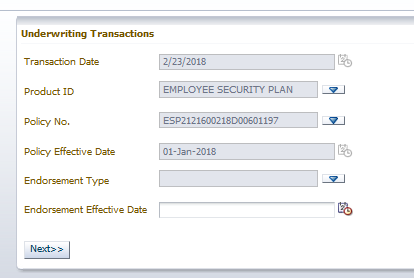 Underwriting Transactions
Transaction Date 2/23/2018
Product ID EMPLOYEE SECURITY PLAN
Policy No. ESP2121600218D00601197
Policy Effective Date 01-Jan-2018
Endorsement Type
Endorsement Effective Date
Next>>